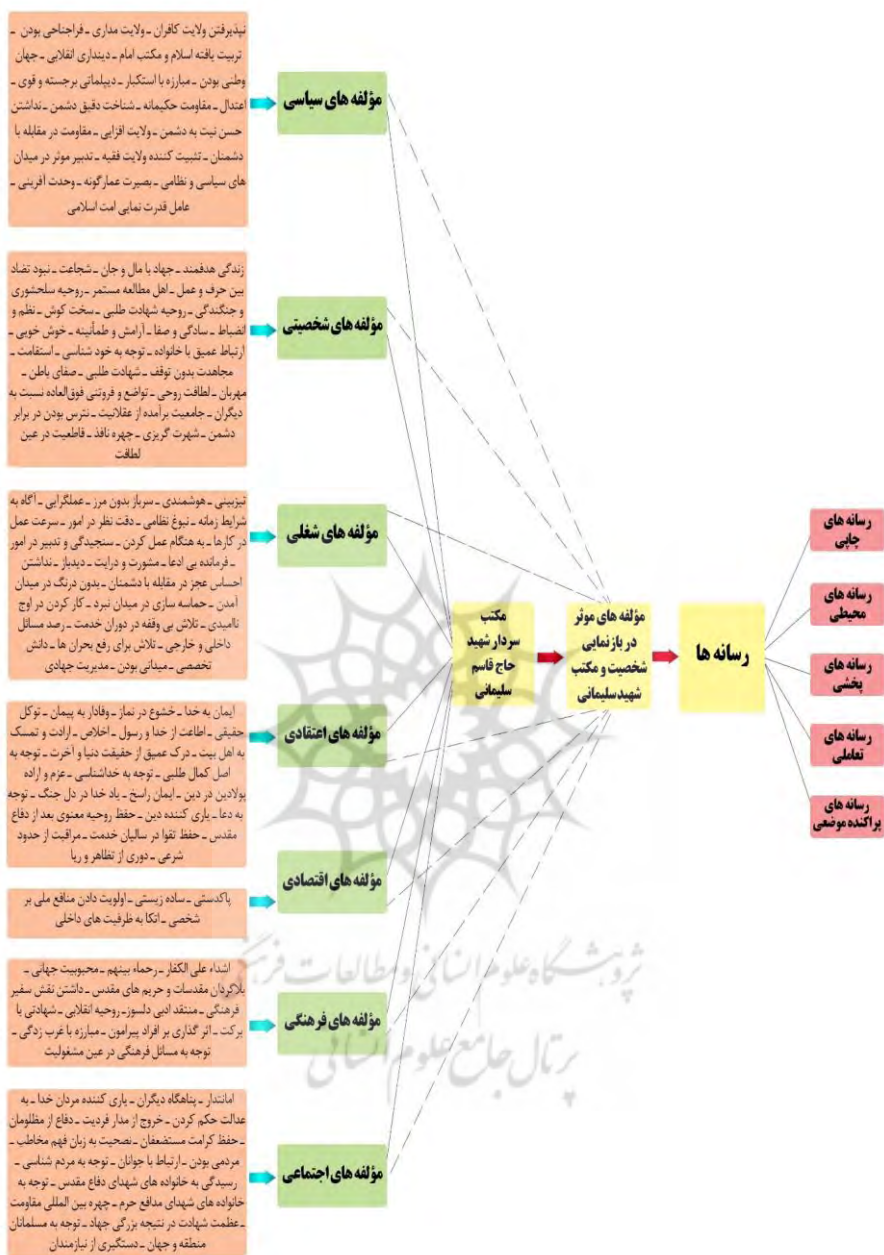 نپذیرفتن ولایت کافران ـ ولایت مداری ـ فراجناحی بودن ـ
تربیت یافته اسلام و مکتب امام ـ دینداری انقلابی ـ جهان
وطنی بودن ـ مبارزه با استکبار ـ دیپلماتی برجسته و قوی ـ
اعتدال ـ مقاومت حکیمانه ـ شناخت دقیق دشمن ـ نداشتن
حسن نیت به دشمن ـ ولایت افزایی ـ مقاومت در مقابله با
دشمنان ـ تثبیت کننده ولایت فقیه ـ تدبیر موثر در میدان
های سیاسی و نظامی ـ بصیرت عمارگونه ـ وحدت آفرینی ـ
عامل قدرت نمایی امت اسلامی
مؤلفه های سیاسی
زندگی هدفمند ـ جهاد با مال و جان ـ شجاعت ـ نبود تضاد
بین حرف و عمل ـ اهل مطالعه مستمر ـ روحیه سلحشوری
و جنگندگی ـ روحیه شهادت طلبی ـ سخت کوش ـ نظم و
انضباط ـ سادگی و صفا ـ آرامش و طمأنینه ـ خوش خویی ـ
ارتباط عمیق با خانواده ـ توجه به خود شناسی ـ استقامت ـ
مجاهدت بدون توقف ـ شهادت طلبی ـ صفای باطن ـ
مهربان ـ لطافت روحی ـ تواضع و فروتنی فوق‌العاده نسبت به
دیگران ـ جامعیت برآمده از عقلانیت ـ نترس بودن در برابر
دشمن ـ شهرت گریزی ـ چهره نافذ ـ قاطعیت در عین
لطافت
مؤلفه های شخصیتی
تیزبینی ـ هوشمندی ـ سرباز بدون مرز ـ عملگرایی ـ آگاه به
شرایط زمانه ـ نبوغ نظامی ـ دقت نظر در امور ـ سرعت عمل
در کارها ـ به هنگام عمل کردن ـ سنجیدگی و تدبیر در امور
ـ فرمانده بی ادعا ـ مشورت و درایت ـ دیدباز ـ نداشتن
احساس عجز در مقابله با دشمنان ـ بدون درنگ در میدان
آمدن ـ حماسه سازی در میدان نبرد ـ کار کردن در اوج
ناامیدی ـ تلاش بی وقفه در دوران خدمت ـ رصد مسائل
داخلی و خارجی ـ تلاش برای رفع بحران ها ـ دانش
تخصصی ـ میدانی بودن ـ مدیریت جهادی
مؤلفه های شغلی
ایمان به خدا ـ خشوع در نماز ـ وفادار به پیمان ـ توکل
حقیقی ـ اطاعت از خدا و رسول ـ اخلاص ـ ارادت و تمسک
به اهل بیت ـ درک عمیق از حقیقت دنیا و آخرت ـ توجه به
اصل کمال طلبی ـ توجه به خداشناسی ـ عزم و اراده
پولادین در دین ـ ایمان راسخ ـ یاد خدا در دل جنگ ـ توجه
به دعا ـ یاری کننده دین ـ حفظ روحیه معنوی بعد از دفاع
مقدس ـ حفظ تقوا در سالیان خدمت ـ مراقبت از حدود
شرعی ـ دوری از تظاهر و ریا
مؤلفه های اعتقادی
پاکدستی ـ ساده زیستی ـ اولویت دادن منافع ملی بر
شخصی ـ اتکا به ظرفیت های داخلی
مؤلفه های اقتصادی
اشداء علی الکفار ـ رحماء بینهم ـ محبوبیت جهانی ـ
بلاگردان مقدسات و حریم های مقدس ـ داشتن نقش سفیر
فرهنگی ـ منتقد ادبی دلسوز ـ روحیه انقلابی ـ شهادتی با
برکت ـ اثر گذاری بر افراد پیرامون ـ مبارزه با غرب زدگی ـ
توجه به مسائل فرهنگی در عین مشغولیت
مؤلفه های فرهنگی
امانتدار ـ پناهگاه دیگران ـ یاری کننده مردان خدا ـ به
عدالت حکم کردن ـ خروج از مدار فردیت ـ دفاع از مظلومان
ـ حفظ کرامت مستضعفان ـ نصحیت به زبان فهم مخاطب ـ
مردمی بودن ـ ارتباط با جوانان ـ توجه به مردم شناسی ـ
رسیدگی به خانواده های شهدای دفاع مقدس ـ توجه به
خانواده های شهدای مدافع حرم ـ چهره بین المللی مقاومت
ـ عظمت شهادت در نتیجه بزرگی جهاد ـ توجه به مسلمانان
منطقه و جهان ـ دستگیری از نیازمندان
مؤلفه های اجتماعی
مکتب
سردار شهید
حاج قاسم
سلیمانی
مؤلفه های موثر
در بازنمایی
شخصیت و مکتب
شهیدسلیمانی
رسانه ها
رسانه های
چاپی
رسانه های
محیطی
رسانه های
پخشی
رسانه های
تعاملی
رسانه های
پراکنده موضعی
پژوهشگاه علوم انسانی و مطالعات فرهنگی
پرتال جامع علوم انسانی